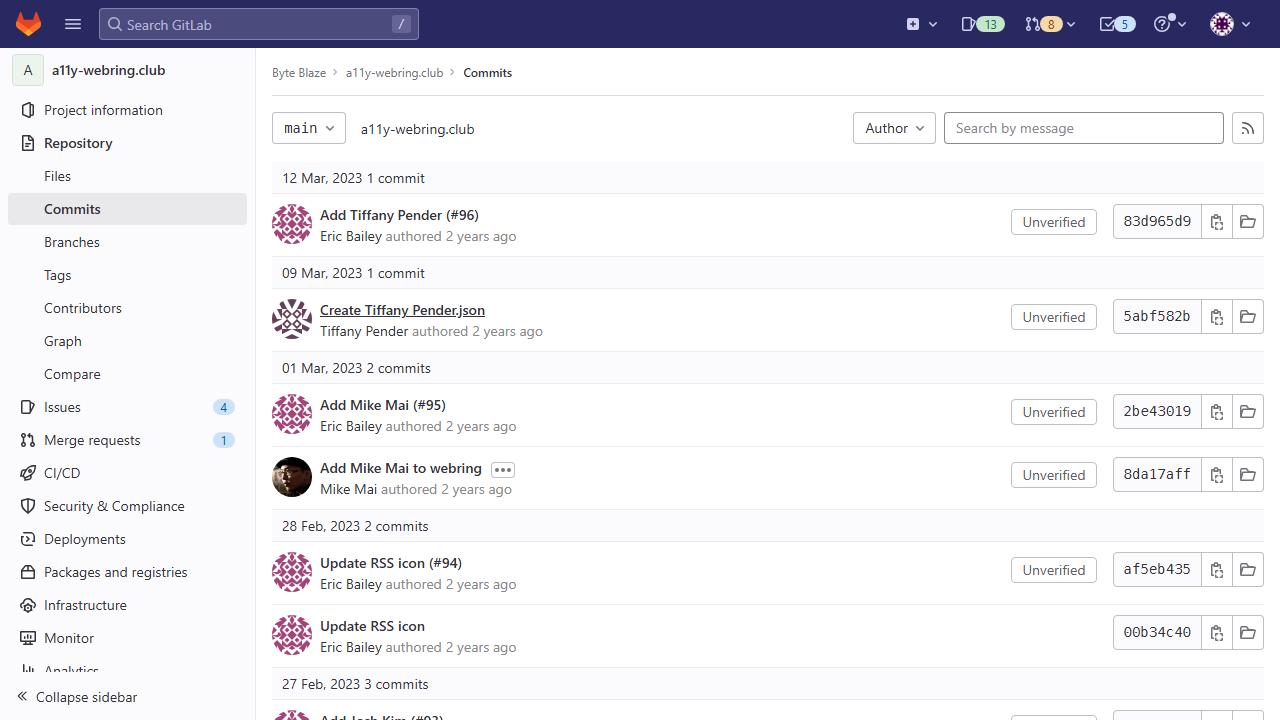 Search GitLab
/
13
8
5
A
a11y-webring.club
Project information
Repository
Files
Commits
Branches
Tags
Contributors
Graph
Compare
Issues
4
Merge requests
1
CI/CD
Security & Compliance
Deployments
Packages and registries
Infrastructure
Monitor
Analytics
Collapse sidebar
Byte Blaze
a11y-webring.club
Commits
main
a11y-webring.club
Author
Search by message
12 Mar, 2023 1 commit
Add Tiffany Pender (#96)
Eric Bailey authored 2 years ago
Unverified
83d965d9
09 Mar, 2023 1 commit
Create Tiffany Pender.json
Tiffany Pender authored 2 years ago
Unverified
5abf582b
01 Mar, 2023 2 commits
Add Mike Mai (#95)
Eric Bailey authored 2 years ago
Unverified
2be43019
Add Mike Mai to webring
Mike Mai authored 2 years ago
Unverified
8da17aff
28 Feb, 2023 2 commits
Update RSS icon (#94)
Eric Bailey authored 2 years ago
Unverified
af5eb435
Update RSS icon
Eric Bailey authored 2 years ago
00b34c40
27 Feb, 2023 3 commits
Add Josh Kim (#93)